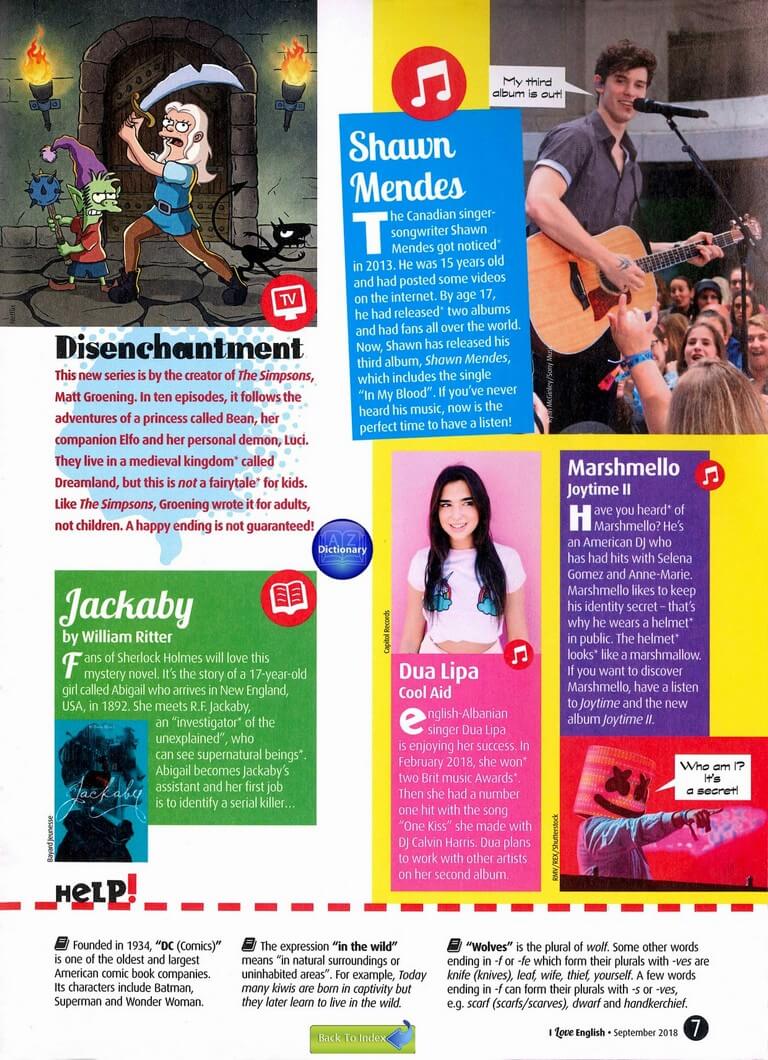 Netflix
TV
Disenchantment
This new series is by the creator of The Simpsons,
Matt Groening. In ten episodes, it follows the
adventures of a princess called Bean, her
companion Elfo and her personal demon, Luci.
They live in a medieval kingdom* called
Dreamland, but this is not a fairytale* for kids.
Like The Simpsons, Groening wrote it for adults,
not children. A happy ending is not guaranteed!
My third
album is out!
Shawn
Mendes
The Canadian singer-
songwriter Shawn
Mendes got noticed*
in 2013. He was 15 years old
and had posted some videos
on the internet. By age 17,
he had released* two albums
and had fans all over the world.
Now, Shawn has released his
third album, Shawn Mendes,
which includes the single
"In My Blood". If you've never
heard his music, now is the
perfect time to have a listen!
A-Z
Dictionary
Jackaby
by William Ritter
Fans of Sherlock Holmes will love this
mystery novel. It's the story of a 17-year-old
girl called Abigail who arrives in New England,
USA, in 1892. She meets R.F. Jackaby,
an "investigator* of the
unexplained", who
can see supernatural beings*.
Abigail becomes Jackaby's
assistant and her first job
is to identify a serial killer...
Jackaby
Bayard Jeunesse
Capitol Records
Dua Lipa
Cool Aid
english-Albanian
singer Dua Lipa
is enjoying her success. In
February 2018, she won*
two Brit music Awards*.
Then she had a number
one hit with the song
"One Kiss" she made with
DJ Calvin Harris. Dua plans
to work with other artists
on her second album.
Marshmello
Joytime II
Have you heard* of
Marshmello? He's
an American DJ who
has had hits with Selena
Gomez and Anne-Marie.
Marshmello likes to keep
his identity secret – that's
why he wears a helmet*
in public. The helmet*
looks* like a marshmallow.
If you want to discover
Marshmello, have a listen
to Joytime and the new
album Joytime II.
Who am I?
It's
a secret!
RMV/REX/Shutterstock
HELP!
Founded in 1934, "DC (Comics)"
is one of the oldest and largest
American comic book companies.
Its characters include Batman,
Superman and Wonder Woman.
The expression "in the wild"
means "in natural surroundings or
uninhabited areas". For example, Today
many kiwis are born in captivity but
they later learn to live in the wild.
"Wolves" is the plural of wolf. Some other words
ending in -f or -fe which form their plurals with -ves are
knife (knives), leaf, wife, thief, yourself. A few words
ending in -f can form their plurals with -s or -ves,
e.g. scarf (scarfs/scarves), dwarf and handkerchief.
Back To Index
I Love English • September 2018 7